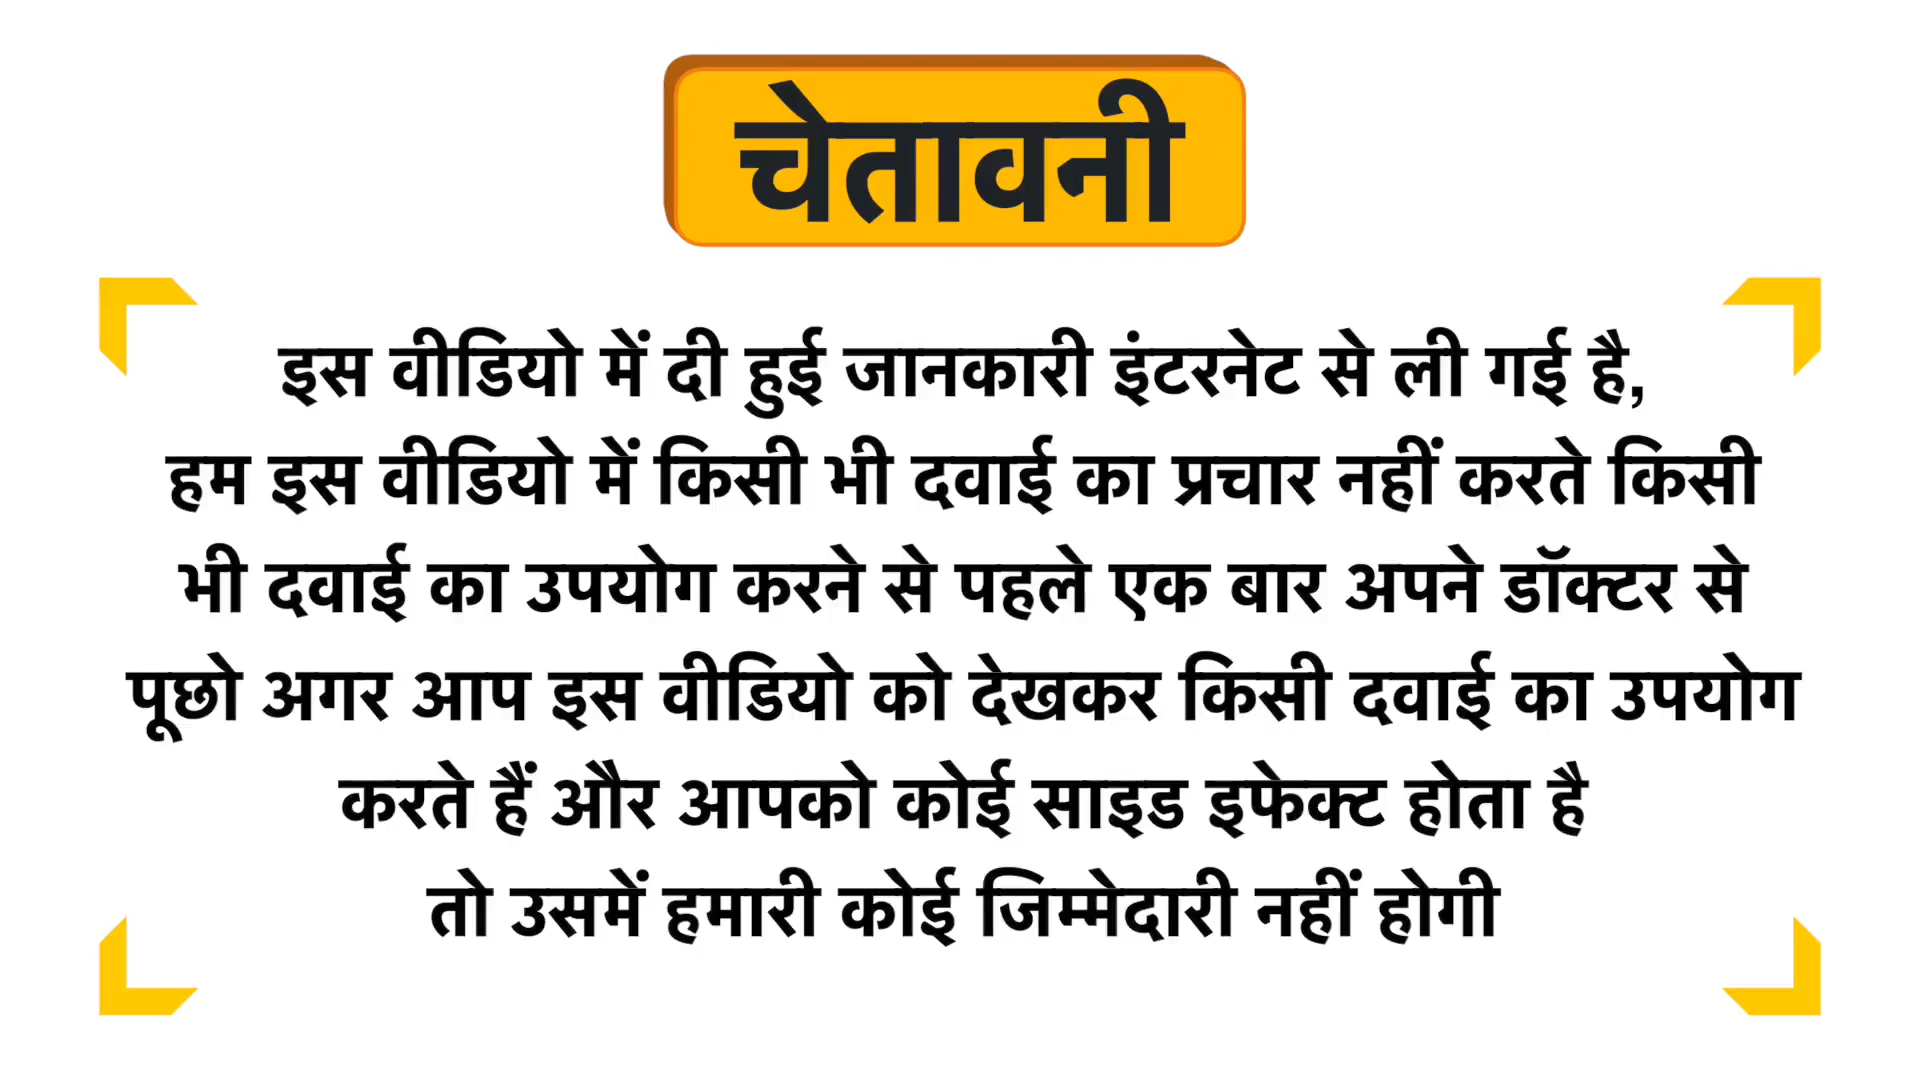 चेतावनी
इस वीडियो में दी हुई जानकारी इंटरनेट से ली गई है,
हम इस वीडियो में किसी भी दवाई का प्रचार नहीं करते किसी
भी दवाई का उपयोग करने से पहले एक बार अपने डॉक्टर से
पूछो अगर आप इस वीडियो को देखकर किसी दवाई का उपयोग
करते हैं और आपको कोई साइड इफेक्ट होता है
तो उसमें हमारी कोई जिम्मेदारी नहीं होगी